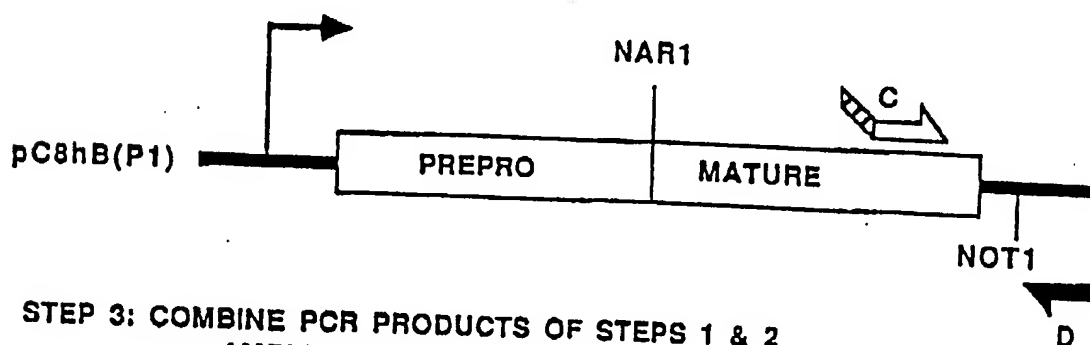 NAR1
C
pC8hB(P1)
PREPRO
MATURE
NOT1
D
STEP 3: COMBINE PCR PRODUCTS OF STEPS 1 & 2